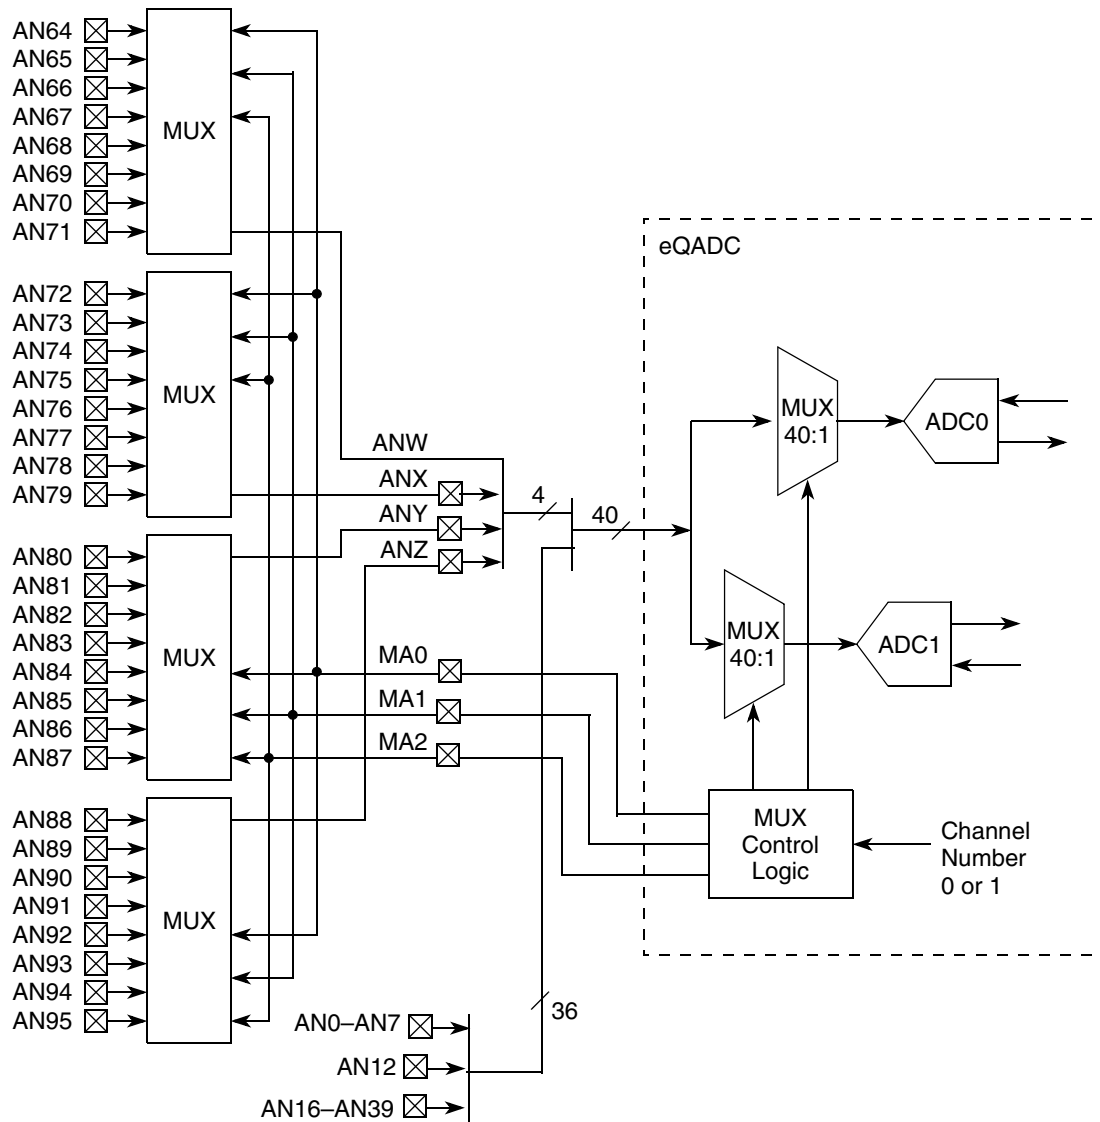 AN64
AN65
AN66
AN67
AN68
AN69
AN70
AN71
MUX
AN72
AN73
AN74
AN75
AN76
AN77
AN78
AN79
MUX
AN80
AN81
AN82
AN83
AN84
AN85
AN86
AN87
MUX
AN88
AN89
AN90
AN91
AN92
AN93
AN94
AN95
MUX
ANW
ANX
ANY
ANZ
MA0
MA1
MA2
4
40
36
AN0–AN7
AN12
AN16–AN39
eQADC
MUX
40:1
ADC0
MUX
40:1
ADC1
MUX
Control
Logic
Channel
Number
0 or 1